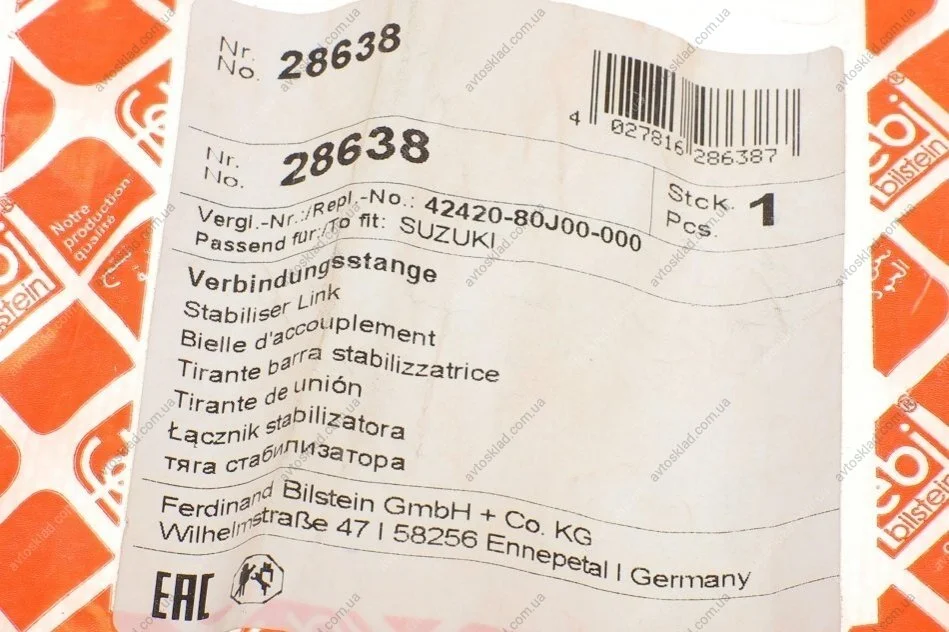 Nr.
No. 28638
4 027816 286387
Nr.
No. 28638
Stck.
Pcs. 1
Vergl.-Nr.:/Repl.-No.: 42420-80J00-000
Passend für:/To fit: SUZUKI
Verbindungsstange
Stabiliser Link
Bielle d'accouplement
Tirante barra stabilizzatrice
Tirante de unión
Łącznik stabilizatora
тяга стабилизатора
Ferdinand Bilstein GmbH + Co. KG
Wilhelmstraße 47 I 58256 Ennepetal I Germany
EAC
Notre
production
qualité
febi
bilstein
febi
bilstein
bilstein
avtosklad.com.ua